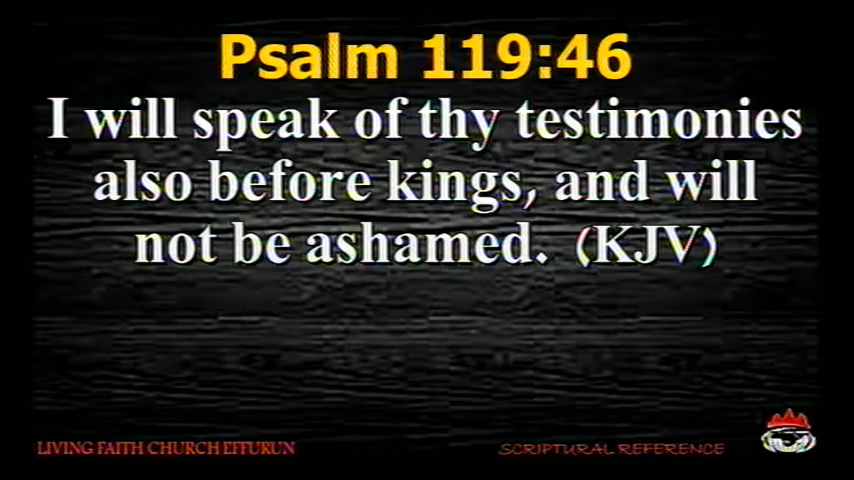 Psalm 119:46
I will speak of thy testimonies
also before kings, and will
not be ashamed. (KJV)
LIVING FAITH CHURCH EFFURUN
SCRIPTURAL REFERENCE